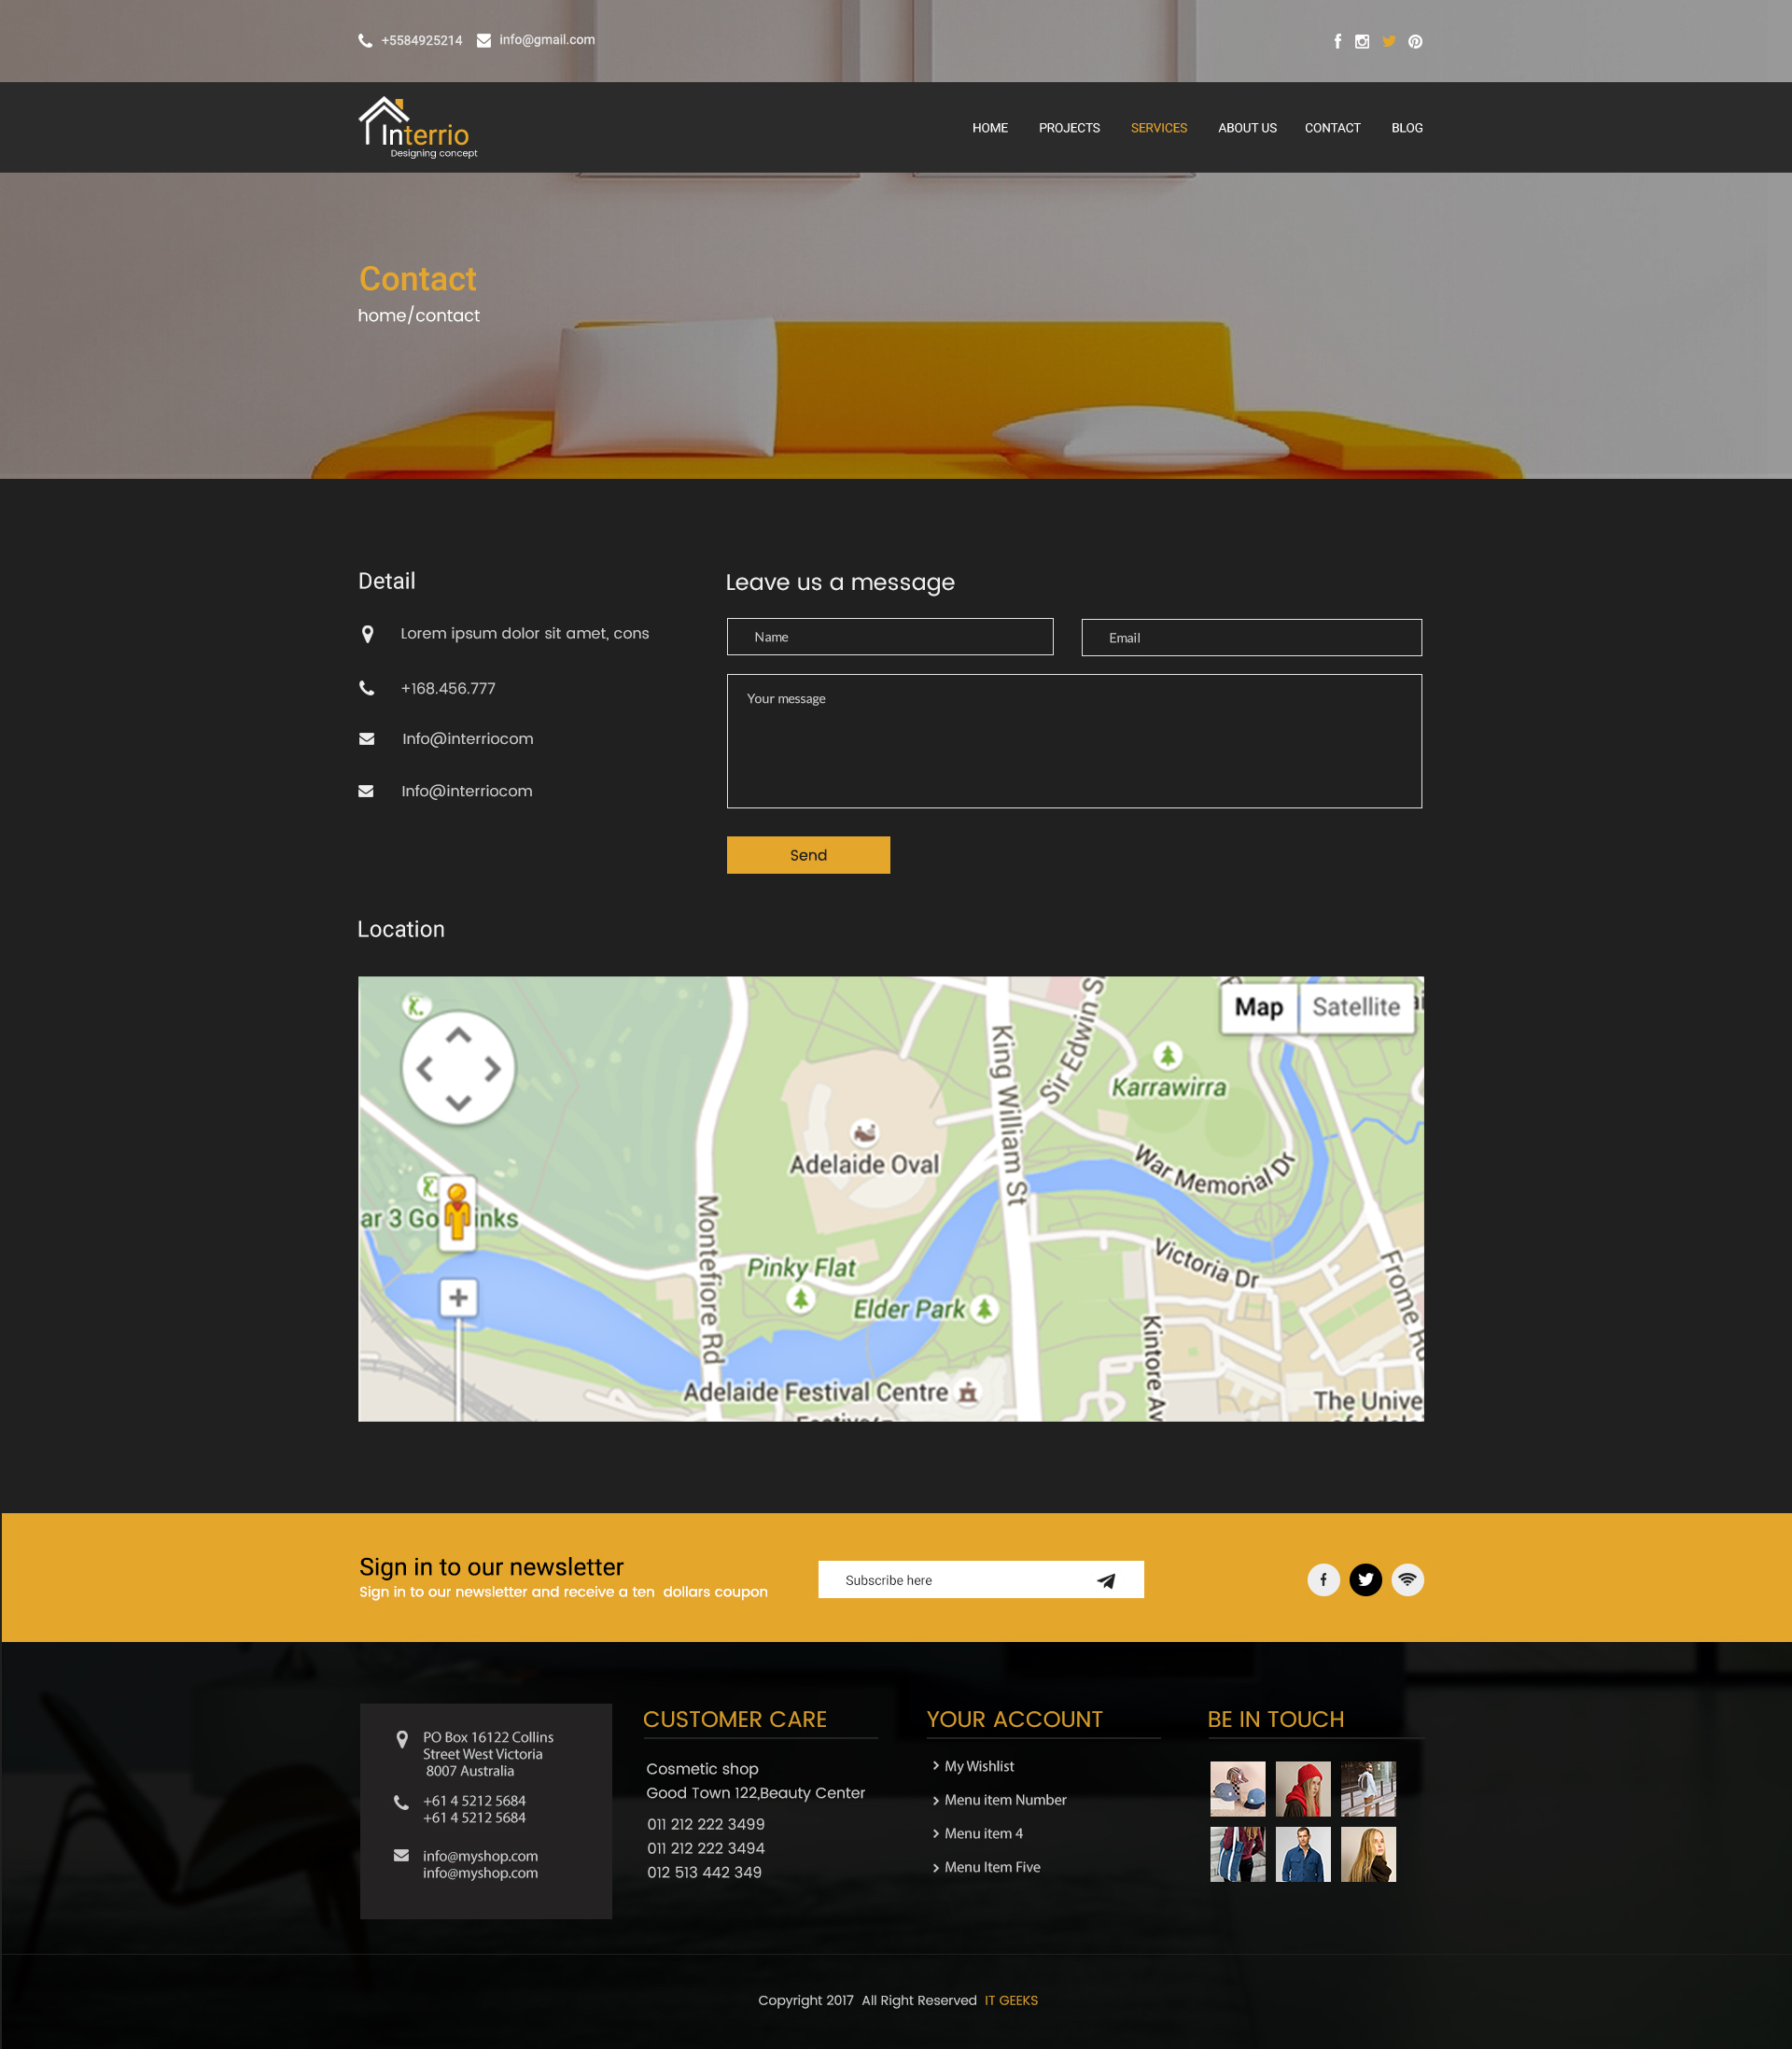 +5584925214 info@gmail.com
Interrio
Designing concept
HOME PROJECTS SERVICES ABOUT US CONTACT BLOG
Contact
home/contact
Detail
Lorem ipsum dolor sit amet, cons
+168.456.777
Info@interriocom
Info@interriocom
Leave us a message
Name
Email
Your message
Send
Location
Map
Satellite
Sir Edwin S
King William St
Karrawirra
Adelaide Oval
War Memorial Dr
ar 3 Go inks
Montefiore Rd
Pinky Flat
Elder Park
Victoria Dr
Frome Rd
Kintore Av
Adelaide Festival Centre
The Unive
Sign in to our newsletter
Sign in to our newsletter and receive a ten dollars coupon
Subscribe here
PO Box 16122 Collins
Street West Victoria
8007 Australia
+61 4 5212 5684
+61 4 5212 5684
info@myshop.com
info@myshop.com
CUSTOMER CARE
Cosmetic shop
Good Town 122,Beauty Center
011 212 222 3499
011 212 222 3494
012 513 442 349
YOUR ACCOUNT
My Wishlist
Menu item Number
Menu item 4
Menu Item Five
BE IN TOUCH
Copyright 2017 All Right Reserved IT GEEKS